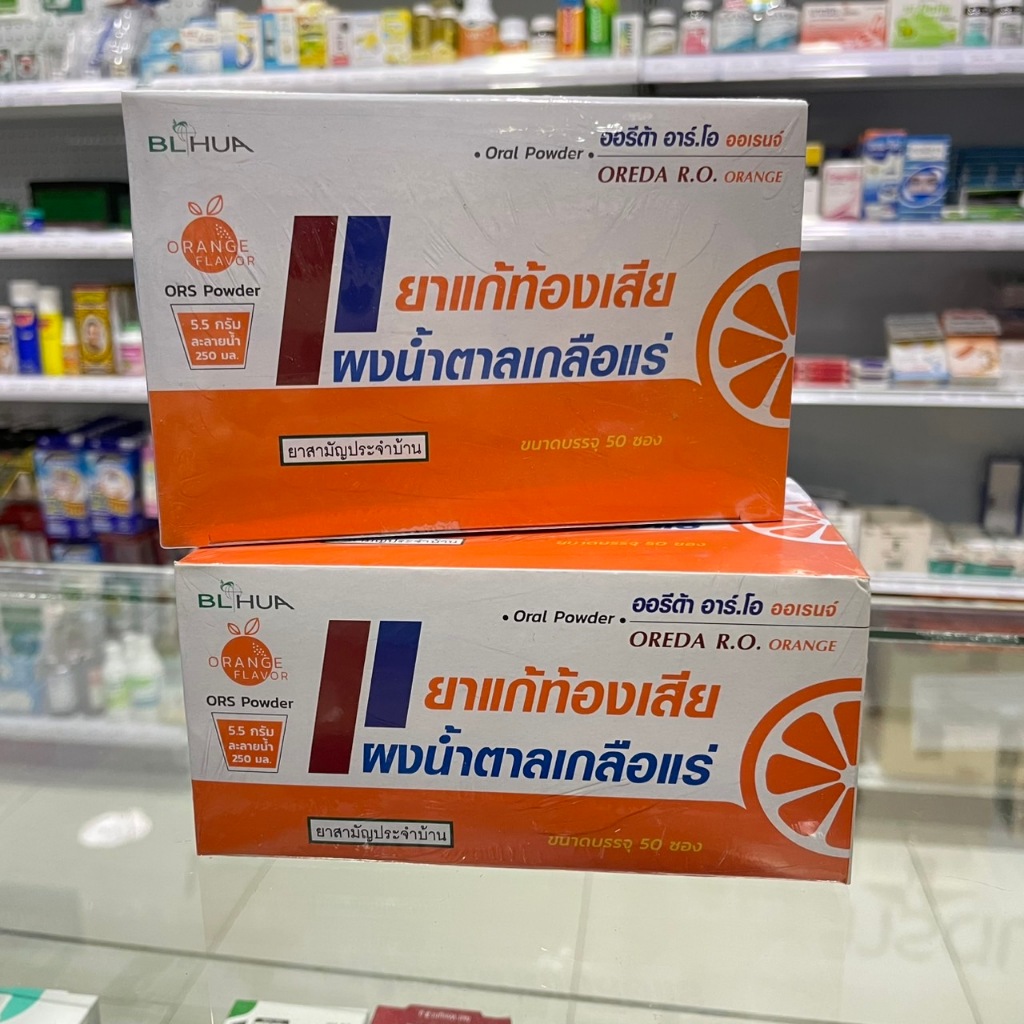 BLHUA
ออรีด้า อาร์.โอ ออเรนจ์
• Oral Powder •
OREDA R.O. ORANGE
ORANGE
FLAVOR
ORS Powder
5.5 กรัม
ละลายน้ำ
250 มล.
ยาแก้ท้องเสีย
ผงน้ำตาลเกลือแร่
ยาสามัญประจำบ้าน
ขนาดบรรจุ 50 ซอง
BLHUA
ออรีด้า อาร์.โอ ออเรนจ์
• Oral Powder •
OREDA R.O. ORANGE
ORANGE
FLAVOR
ORS Powder
5.5 กรัม
ละลายน้ำ
250 มล.
ยาแก้ท้องเสีย
ผงน้ำตาลเกลือแร่
ยาสามัญประจำบ้าน
ขนาดบรรจุ 50 ซอง